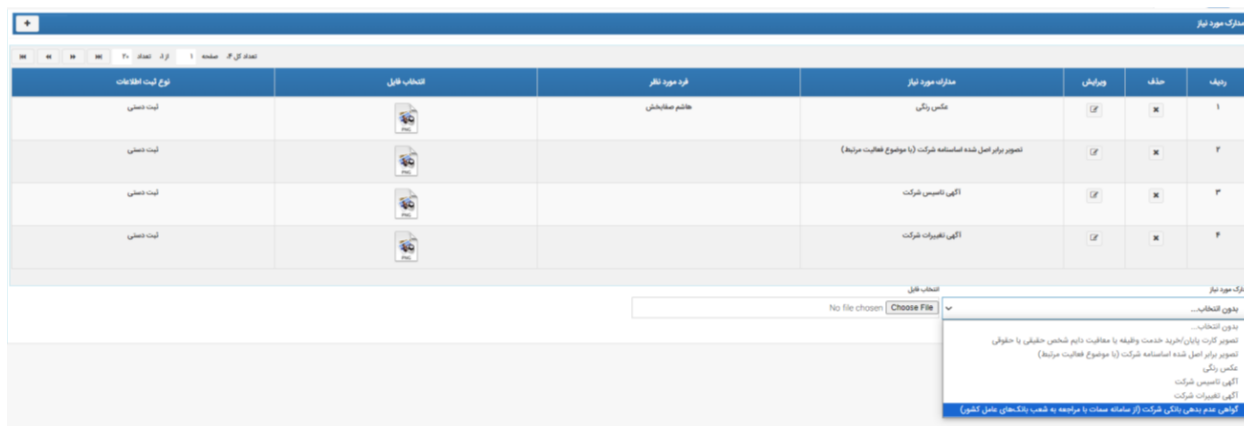 مدارک مورد نیاز
تعداد کل ۴، صفحه ۱ از ۱، تعداد ۲۰
ردیف حذف ویرایش مدارک مورد نیاز فرد مورد نظر انتخاب فایل نوع ثبت اطلاعات
۱ عکس رنگی هاشم صفابخش PNG ثبت دستی
۲ تصویر برابر اصل شده اساسنامه شرکت (با موضوع فعالیت مرتبط) PNG ثبت دستی
۳ آگهی تاسیس شرکت PNG ثبت دستی
۴ آگهی تغییرات شرکت PNG ثبت دستی
دارک مورد نیاز انتخاب فایل
بدون انتخاب... Choose File No file chosen
بدون انتخاب...
تصویر کارت پایان/خرید خدمت وظیفه یا معافیت دایم شخص حقیقی یا حقوقی
تصویر برابر اصل شده اساسنامه شرکت (با موضوع فعالیت مرتبط)
عکس رنگی
آگهی تاسیس شرکت
آگهی تغییرات شرکت
گواهی عدم بدهی بانکی شرکت (از سامانه سمات با مراجعه به شعب بانک‌های عامل کشور)